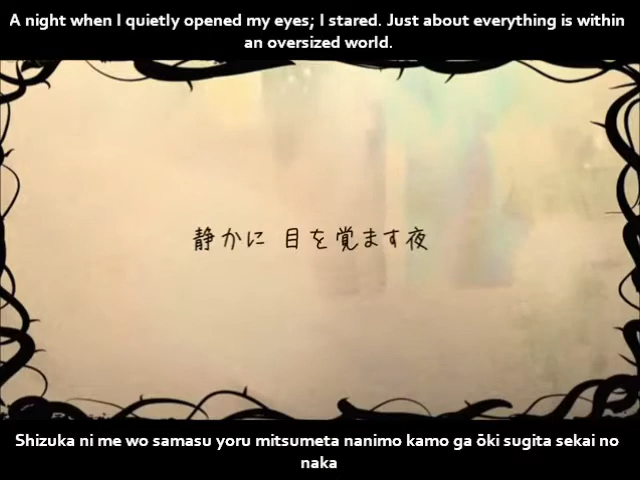 A night when I quietly opened my eyes; I stared. Just about everything is within
an oversized world.
静かに 目を覚ます夜
Shizuka ni me wo samasu yoru mitsumeta nanimo kamo ga ōki sugita sekai no
naka